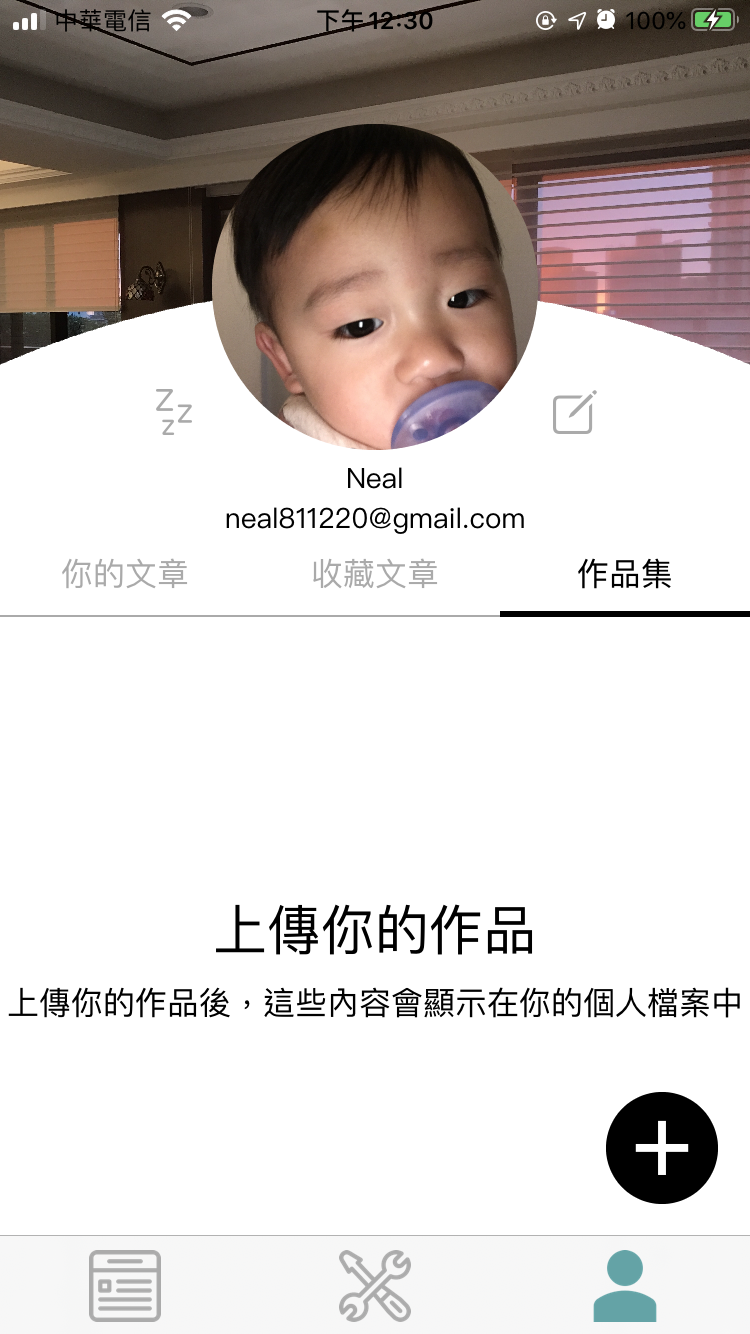 中華電信 下午12:30 100%
Neal
neal811220@gmail.com
你的文章 收藏文章 作品集
上傳你的作品
上傳你的作品後，這些內容會顯示在你的個人檔案中